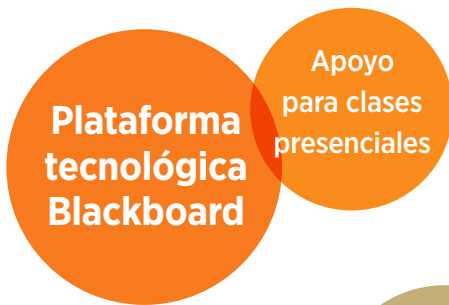 Plataforma
tecnológica
Blackboard
Apoyo
para clases
presenciales